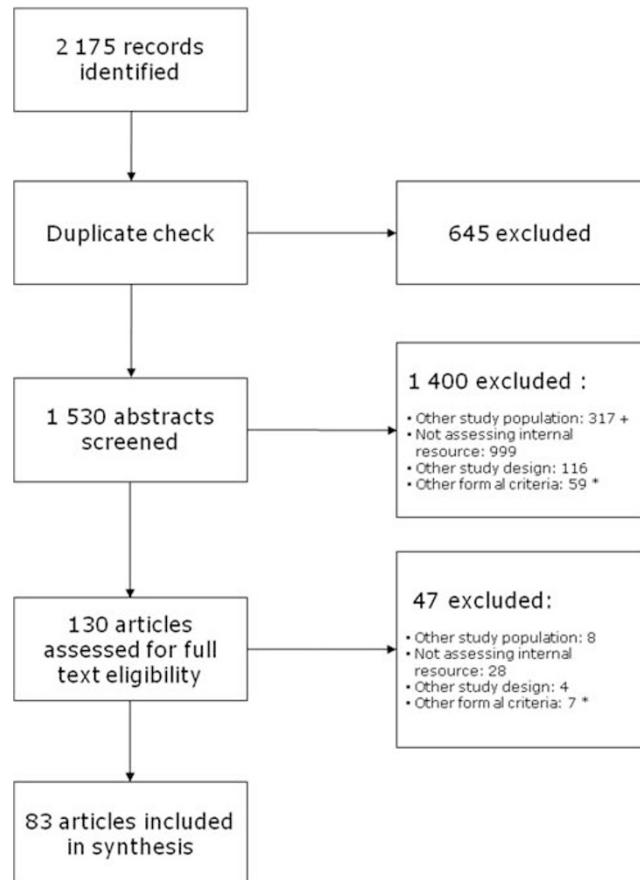 2 175 records
identified
Duplicate check
645 excluded
1 530 abstracts
screened
1 400 excluded :
• Other study population: 317 +
• Not assessing internal
resource: 999
• Other study design: 116
• Other formal criteria: 59 *
130 articles
assessed for full
text eligibility
47 excluded:
• Other study population: 8
• Not assessing internal
resource: 28
• Other study design: 4
• Other formal criteria: 7 *
83 articles included
in synthesis